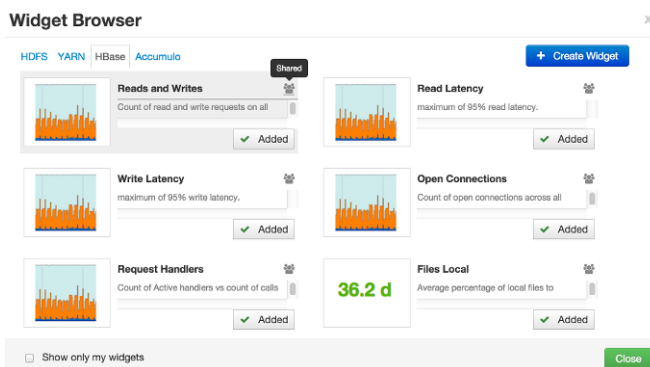 Widget Browser
x
HDFS YARN HBase Accumulo
+ Create Widget
Shared
Reads and Writes
Count of read and write requests on all
Added
Read Latency
maximum of 95% read latency.
Added
Write Latency
maximum of 95% write latency.
Added
Open Connections
Count of open connections across all
Added
Request Handlers
Count of Active handlers vs count of calls
Added
36.2 d
Files Local
Average percentage of local files to
Added
Show only my widgets
Close